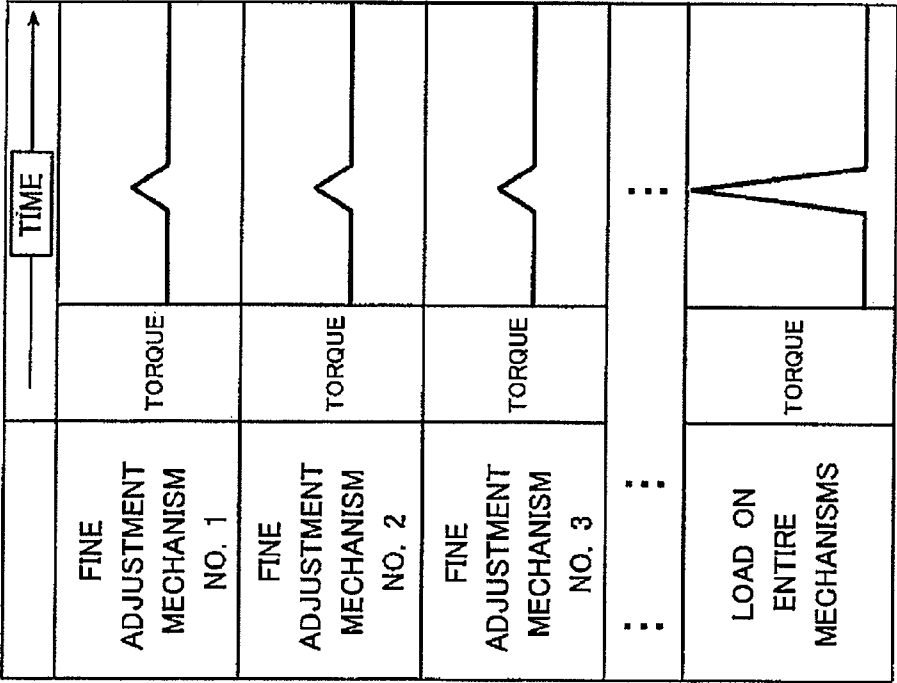 TIME
FINE
ADJUSTMENT
MECHANISM
NO. 1
TORQUE
FINE
ADJUSTMENT
MECHANISM
NO. 2
TORQUE
FINE
ADJUSTMENT
MECHANISM
NO. 3
TORQUE
... ... ...
LOAD ON
ENTIRE
MECHANISMS
TORQUE